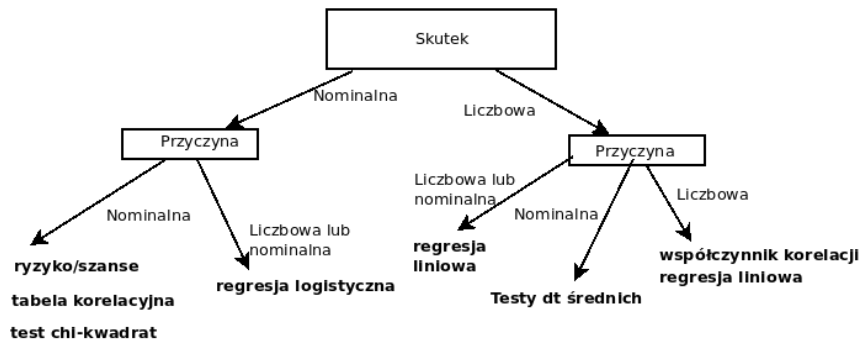 Skutek
Nominalna
Liczbowa
Przyczyna
Przyczyna
Nominalna
Liczbowa lub
nominalna
Liczbowa lub
nominalna
Nominalna
Liczbowa
ryzyko/szanse
tabela korelacyjna
test chi-kwadrat
regresja logistyczna
regresja
liniowa
Testy dt średnich
współczynnik korelacji
regresja liniowa